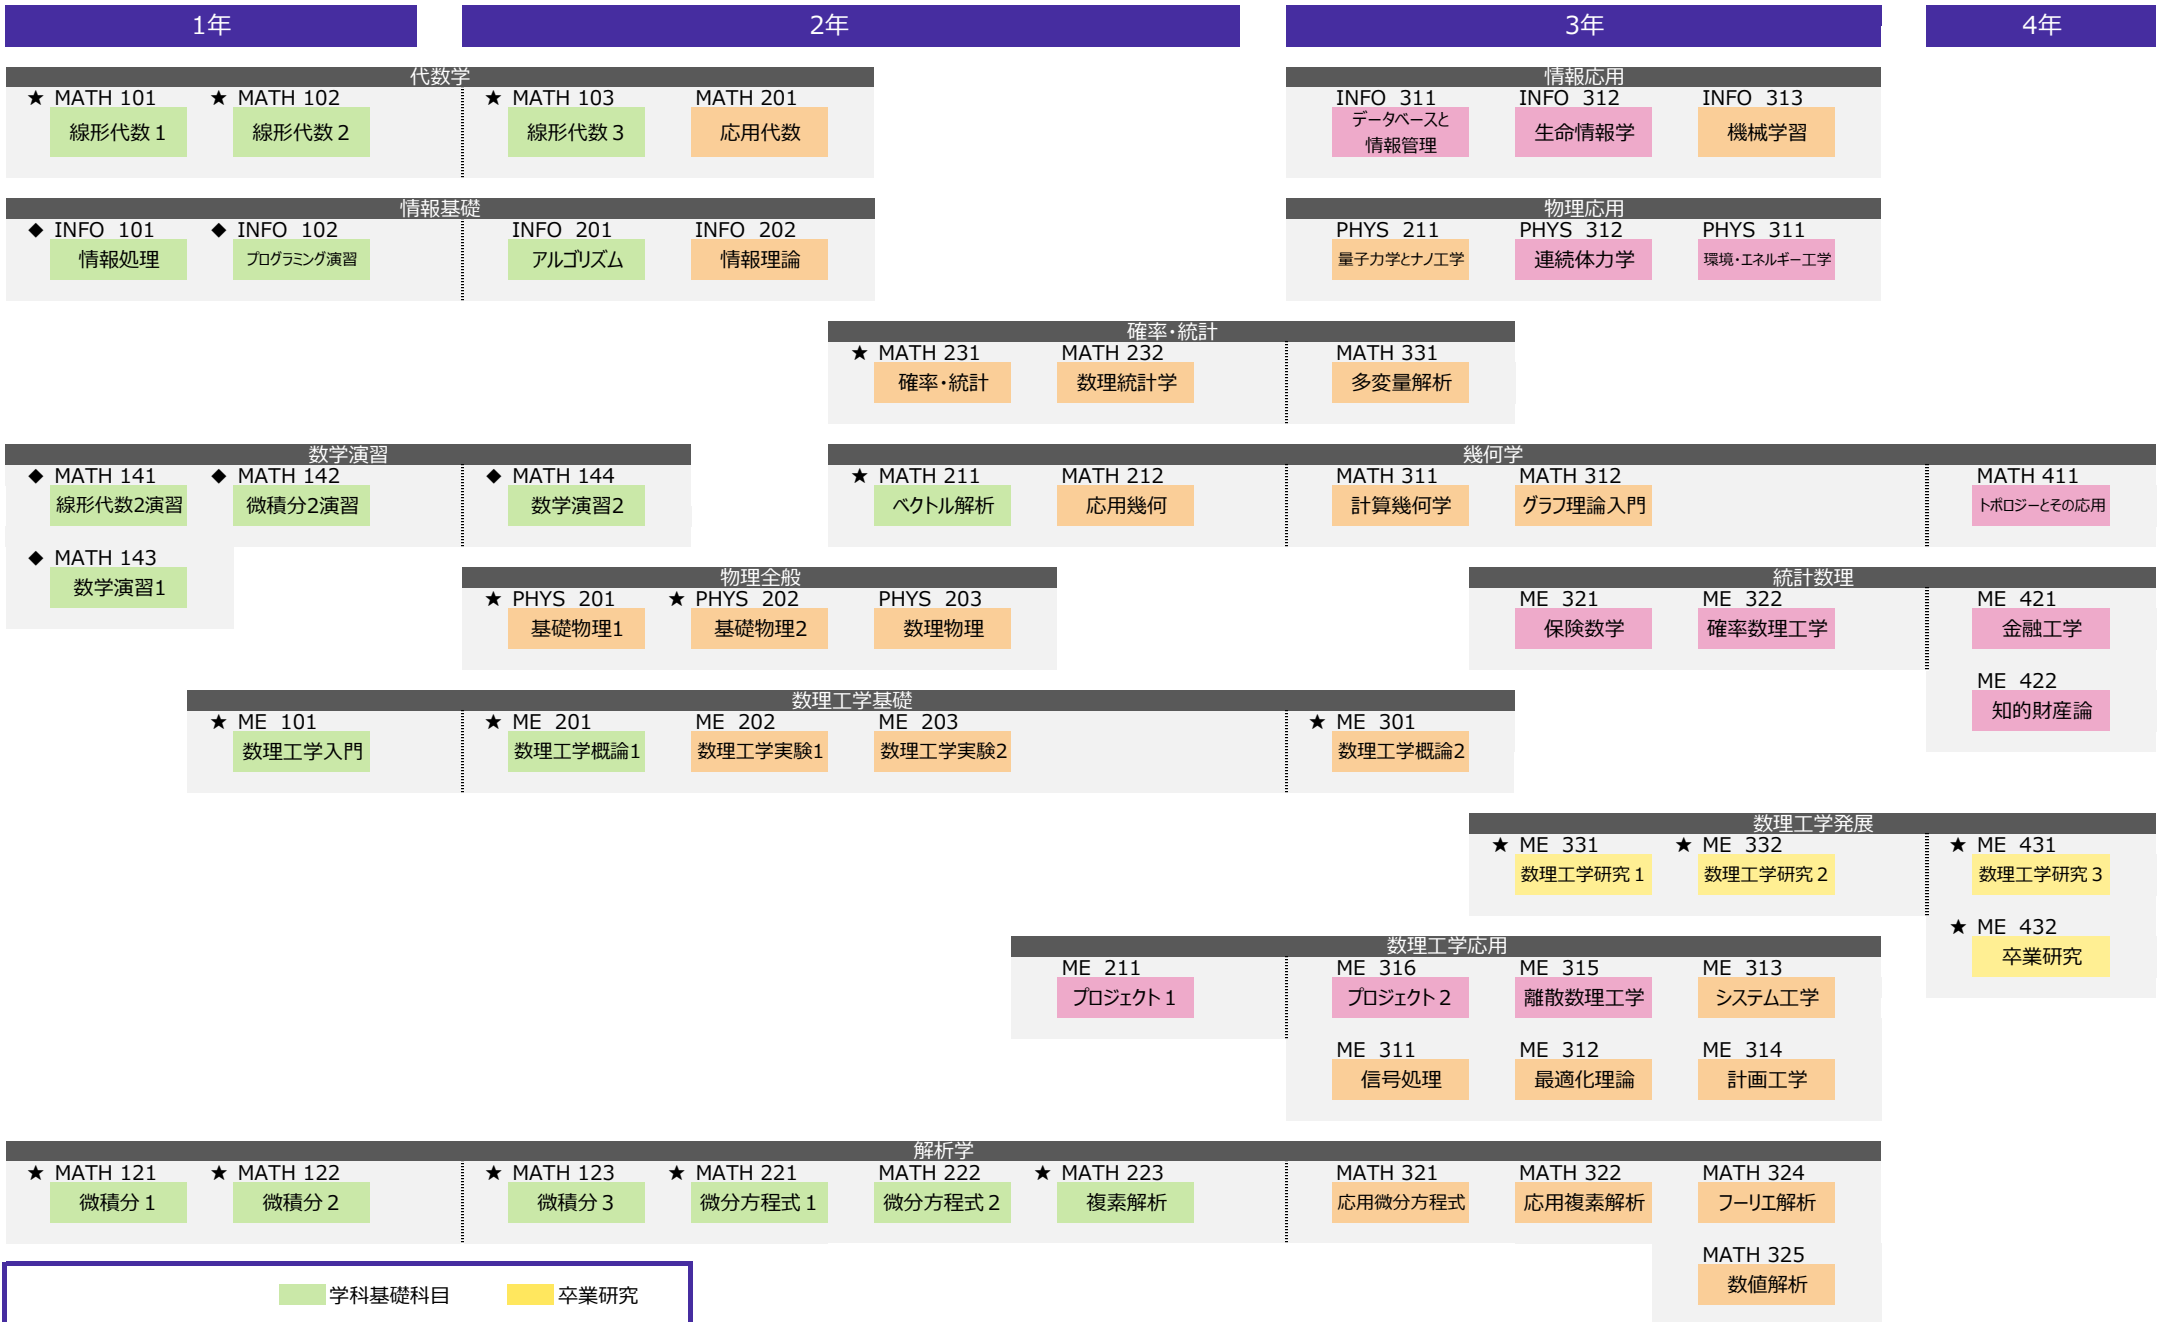 1年 2年 3年 4年
代数学
★ MATH 101 ★ MATH 102 ★ MATH 103 MATH 201
線形代数1 線形代数2 線形代数3 応用代数
情報応用
INFO 311 INFO 312 INFO 313
データベースと
情報管理 生命情報学 機械学習
情報基礎
◆ INFO 101 ◆ INFO 102 INFO 201 INFO 202
情報処理 プログラミング演習 アルゴリズム 情報理論
物理応用
PHYS 211 PHYS 312 PHYS 311
量子力学とナノ工学 連続体力学 環境・エネルギー工学
確率・統計
★ MATH 231 MATH 232 MATH 331
確率・統計 数理統計学 多変量解析
数学演習
◆ MATH 141 ◆ MATH 142 ◆ MATH 144
線形代数2演習 微積分2演習 数学演習2
◆ MATH 143
数学演習1
幾何学
★ MATH 211 MATH 212 MATH 311 MATH 312 MATH 411
ベクトル解析 応用幾何 計算幾何学 グラフ理論入門 トポロジーとその応用
物理全般
★ PHYS 201 ★ PHYS 202 PHYS 203
基礎物理1 基礎物理2 数理物理
統計数理
ME 321 ME 322 ME 421
保険数学 確率数理工学 金融工学
ME 422
知的財産論
数理工学基礎
★ ME 101 ★ ME 201 ME 202 ME 203 ★ ME 301
数理工学入門 数理工学概論1 数理工学実験1 数理工学実験2 数理工学概論2
数理工学発展
★ ME 331 ★ ME 332 ★ ME 431
数理工学研究1 数理工学研究2 数理工学研究3
★ ME 432
卒業研究
数理工学応用
ME 211 ME 316 ME 315 ME 313
プロジェクト1 プロジェクト2 離散数理工学 システム工学
ME 311 ME 312 ME 314
信号処理 最適化理論 計画工学
解析学
★ MATH 121 ★ MATH 122 ★ MATH 123 ★ MATH 221 MATH 222 ★ MATH 223 MATH 321 MATH 322 MATH 324
微積分1 微積分2 微積分3 微分方程式1 微分方程式2 複素解析 応用微分方程式 応用複素解析 フーリエ解析
MATH 325
数値解析
学科基礎科目 卒業研究